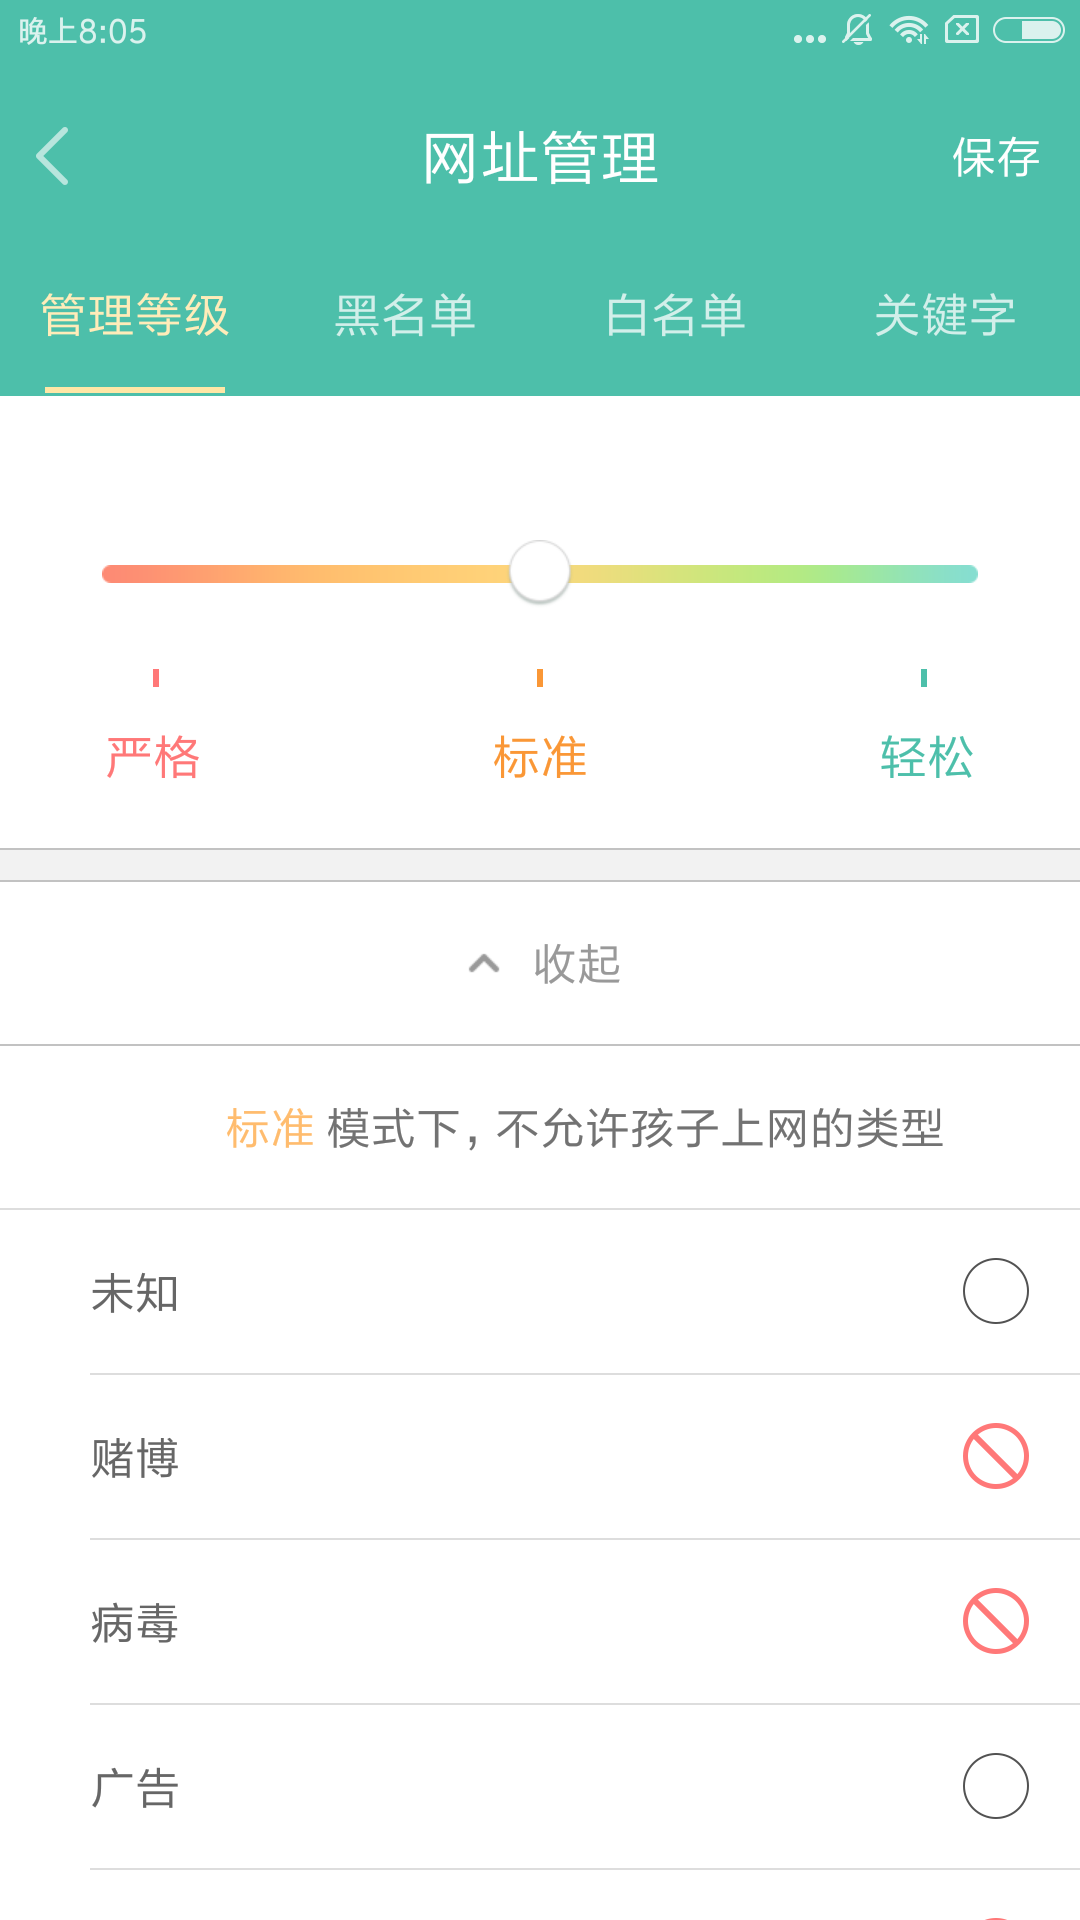 晚上8:05
网址管理
保存
管理等级 黑名单 白名单 关键字
严格 标准 轻松
收起
标准 模式下，不允许孩子上网的类型
未知
赌博
病毒
广告